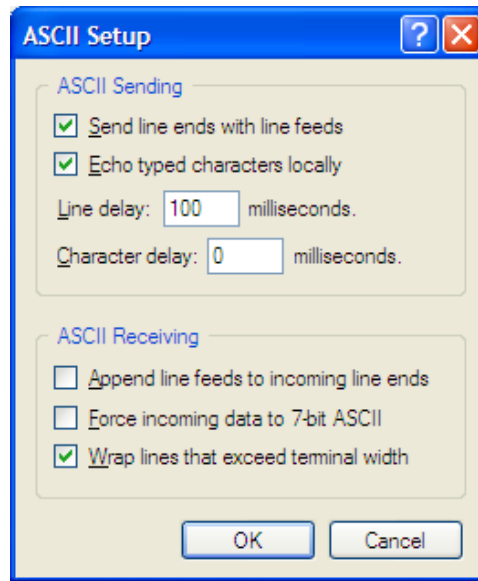 ASCII Setup
ASCII Sending
Send line ends with line feeds
Echo typed characters locally
Line delay: 100 milliseconds.
Character delay: 0 milliseconds.
ASCII Receiving
Append line feeds to incoming line ends
Force incoming data to 7-bit ASCII
Wrap lines that exceed terminal width
OK Cancel